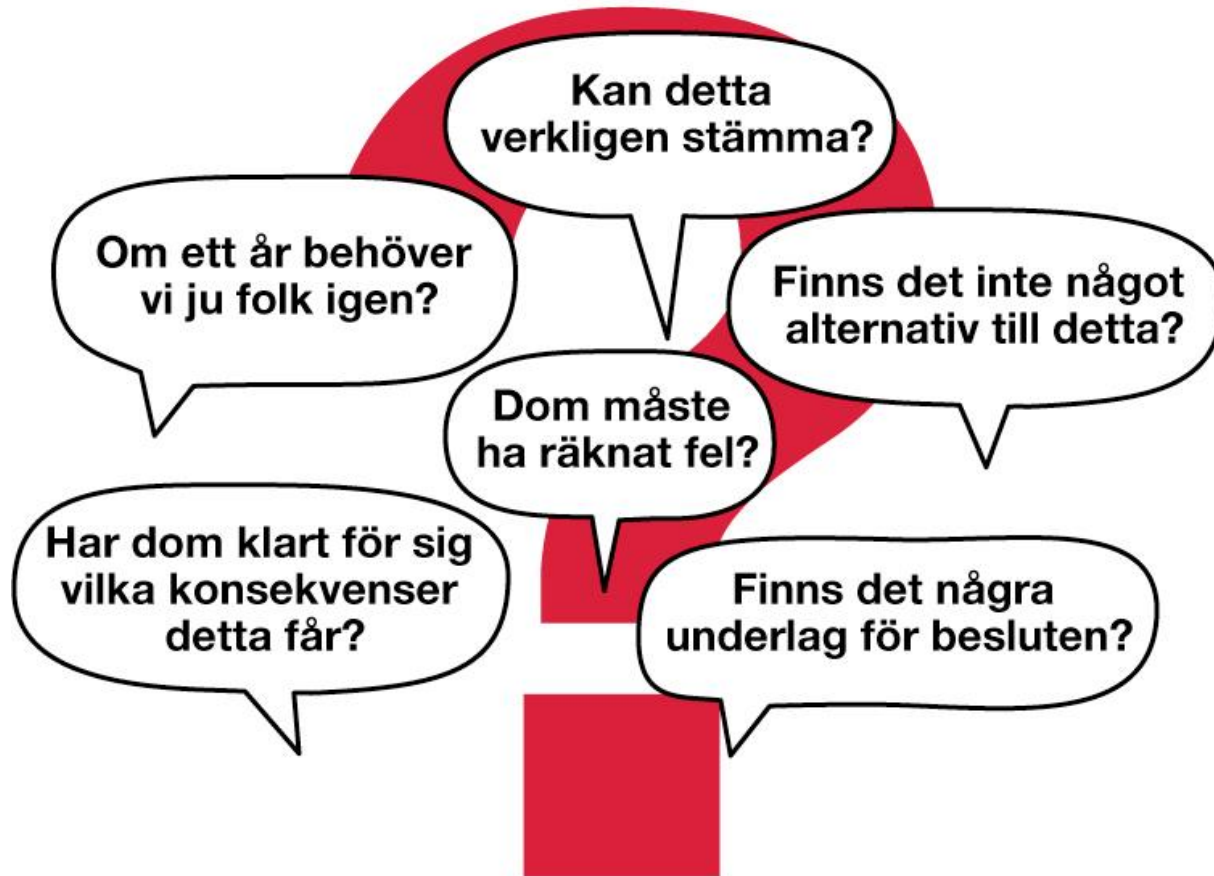 Kan detta
verkligen stämma?
Om ett år behöver
vi ju folk igen?
Finns det inte något
alternativ till detta?
Dom måste
ha räknat fel?
Har dom klart för sig
vilka konsekvenser
detta får?
Finns det några
underlag för besluten?